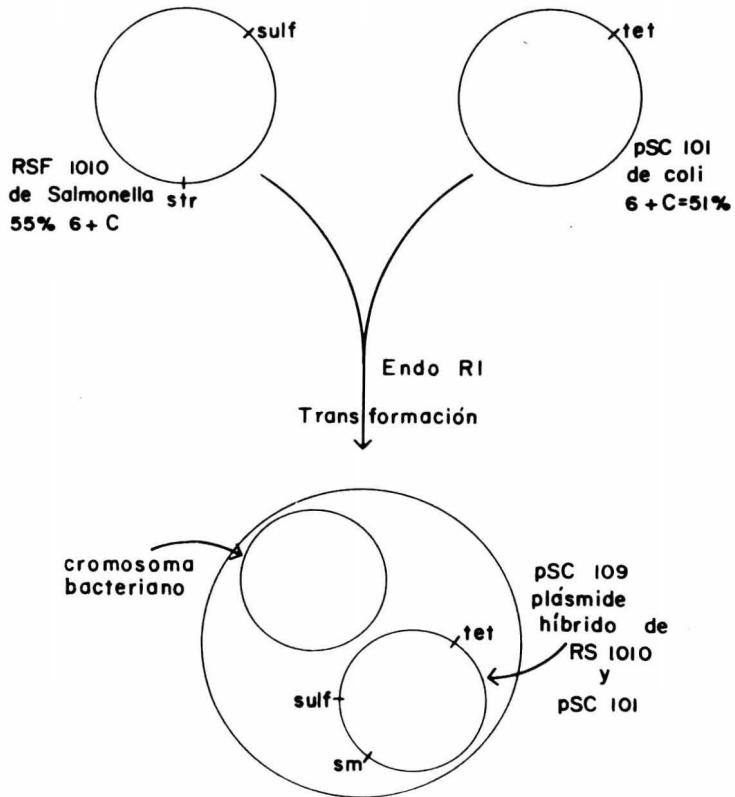 sulf
tet
RSF 1010
de Salmonella
55% 6+ C
str
pSC 101
de coli
6 + C=51%
Endo RI
Transformación
cromosoma
bacteriano
pSC 109
plásmide
híbrido de
RS 1010
y
pSC 101
tet
sulf
sm